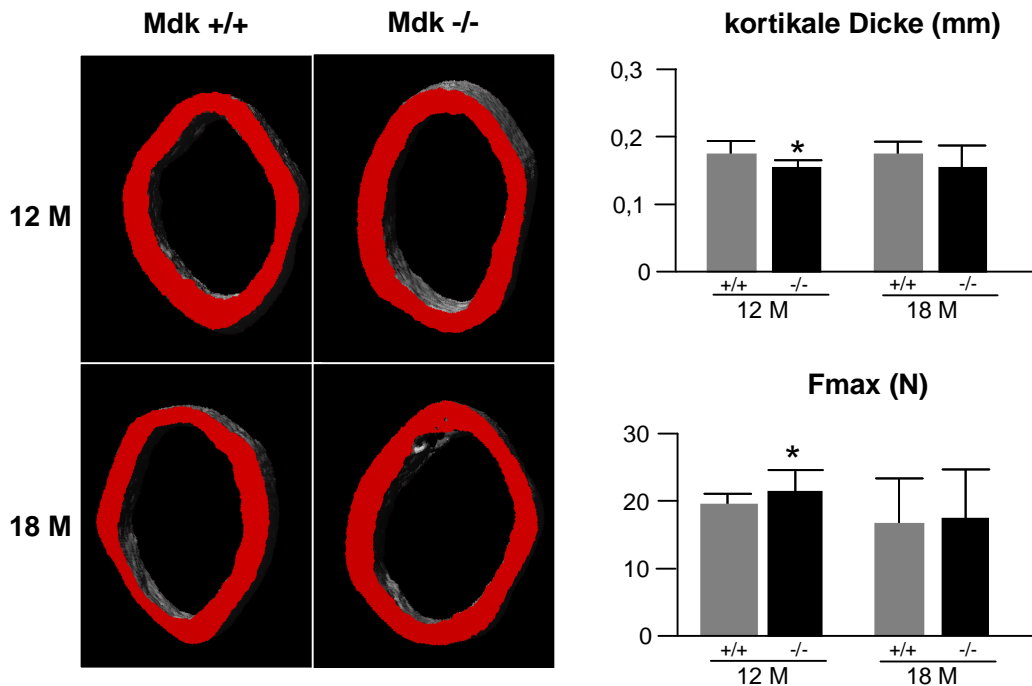 Mdk +/+ Mdk -/-
12 M
18 M
kortikale Dicke (mm)
0,3
0,2
*
0,1
0
+/+ -/- +/+ -/-
12 M 18 M
Fmax (N)
30
*
20
10
0
+/+ -/- +/+ -/-
12 M 18 M